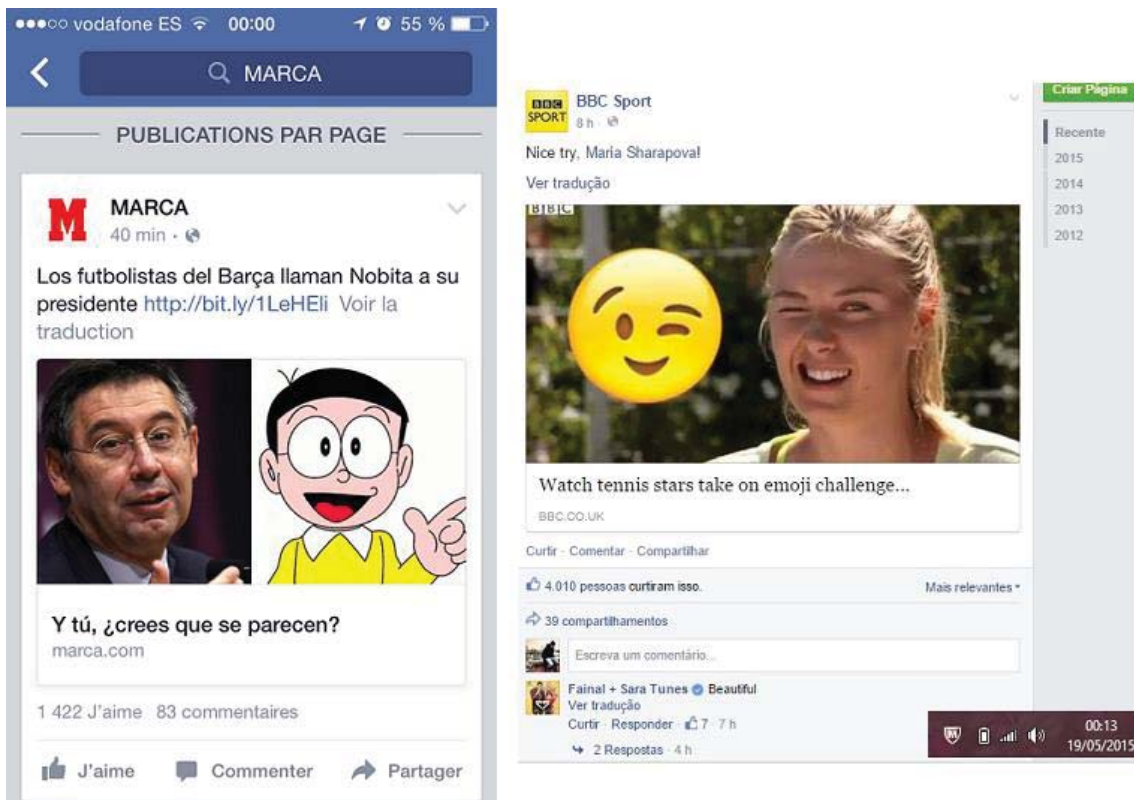 vodafone ES 00:00 55 %
MARCA
PUBLICATIONS PAR PAGE
M
MARCA
40 min
Los futbolistas del Barça llaman Nobita a su
presidente http://bit.ly/1LeHEli Voir la
traduction
Y tú, ¿crees que se parecen?
marca.com
1 422 J'aime 83 commentaires
J'aime Commenter Partager
BBC
SPORT
BBC Sport
8 h
Nice try, Maria Sharapova!
Ver tradução
BBC
Watch tennis stars take on emoji challenge...
BBC.CO.UK
Curtir · Comentar · Compartilhar
4.010 pessoas curtiram isso. Mais relevantes
39 compartilhamentos
Escreva um comentário...
Fainal + Sara Tunes Beautiful
Ver tradução
Curtir · Responder · 7 · 7 h
2 Respostas · 4 h
Criar Página
Recente
2015
2014
2013
2012
00:13
19/05/2015